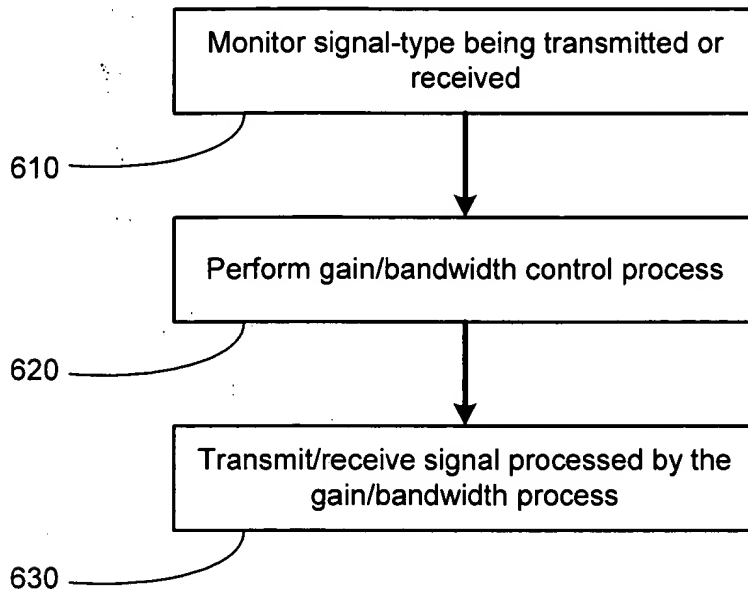 Monitor signal-type being transmitted or
received
610
Perform gain/bandwidth control process
620
Transmit/receive signal processed by the
gain/bandwidth process
630